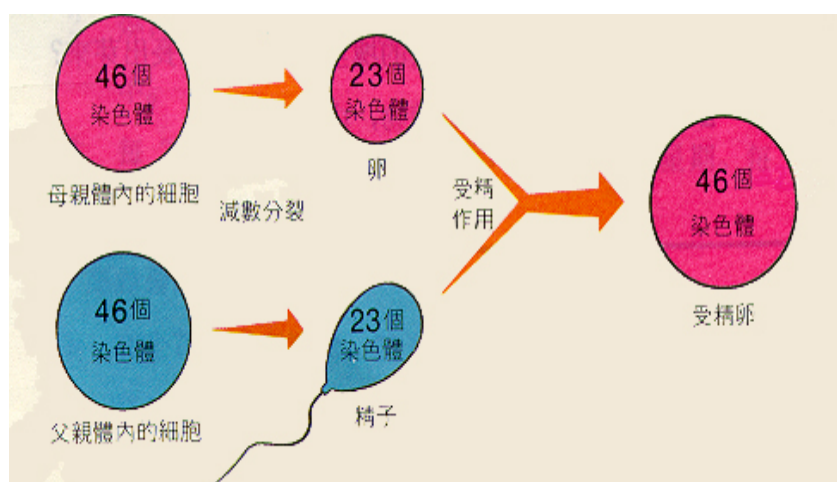 46個
染色體
母親體內的細胞
減數分裂
23個
染色體
卵
受精
作用
46個
染色體
受精卵
46個
染色體
父親體內的細胞
23個
染色體
精子